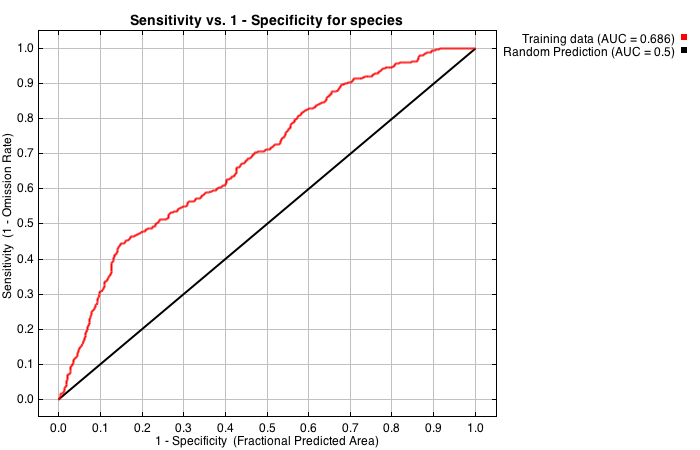 Sensitivity vs. 1 - Specificity for species
Training data (AUC = 0.686)
Random Prediction (AUC = 0.5)
Sensitivity (1 - Omission Rate)
1.0
0.9
0.8
0.7
0.6
0.5
0.4
0.3
0.2
0.1
0.0
0.0 0.1 0.2 0.3 0.4 0.5 0.6 0.7 0.8 0.9 1.0
1 - Specificity (Fractional Predicted Area)